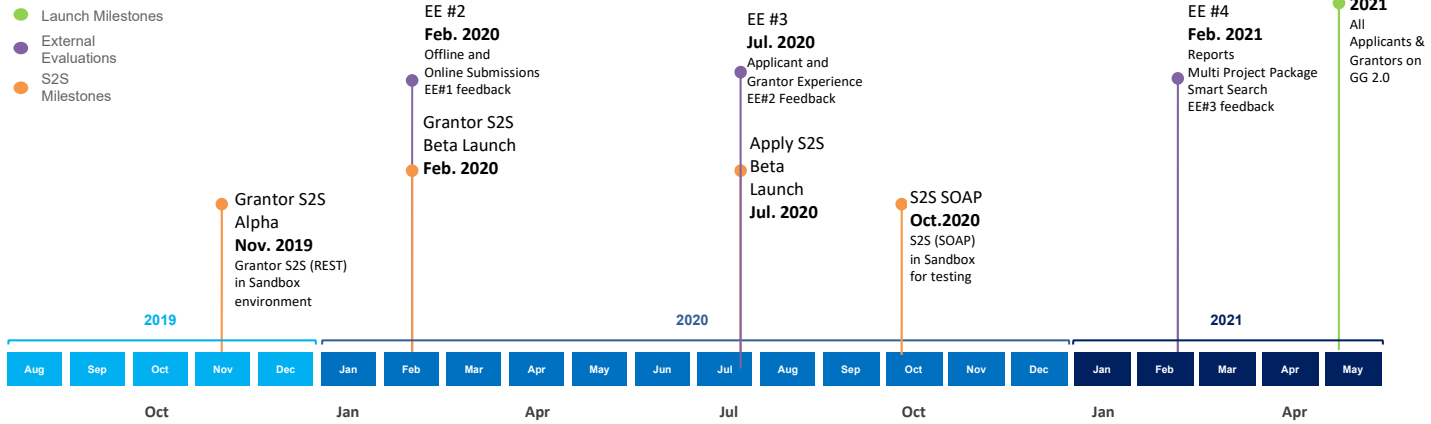 Launch Milestones
External
Evaluations
S2S
Milestones
EE #2
Feb. 2020
Offline and
Online Submissions
EE#1 feedback
Grantor S2S
Beta Launch
Feb. 2020
EE #3
Jul. 2020
Applicant and
Grantor Experience
EE#2 Feedback
Apply S2S
Beta
Launch
Jul. 2020
EE #4
Feb. 2021
Reports
Multi Project Package
Smart Search
EE#3 feedback
2021
All
Applicants &
Grantors on
GG 2.0
Grantor S2S
Alpha
Nov. 2019
Grantor S2S (REST)
in Sandbox
environment
S2S SOAP
Oct.2020
S2S (SOAP)
in Sandbox
for testing
2019 2020 2021
Aug Sep Oct Nov Dec Jan Feb Mar Apr May Jun Jul Aug Sep Oct Nov Dec Jan Feb Mar Apr May
Oct Jan Apr Jul Oct Jan Apr